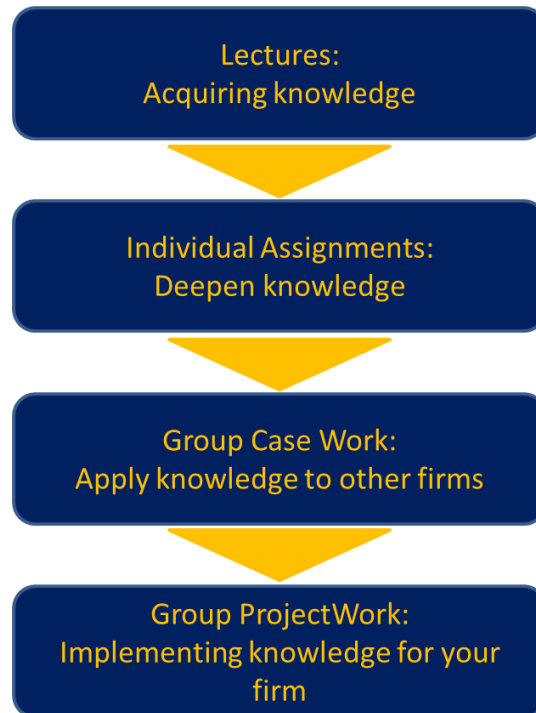 Lectures:
Acquiring knowledge
Individual Assignments:
Deepen knowledge
Group Case Work:
Apply knowledge to other firms
Group ProjectWork:
Implementing knowledge for your
firm